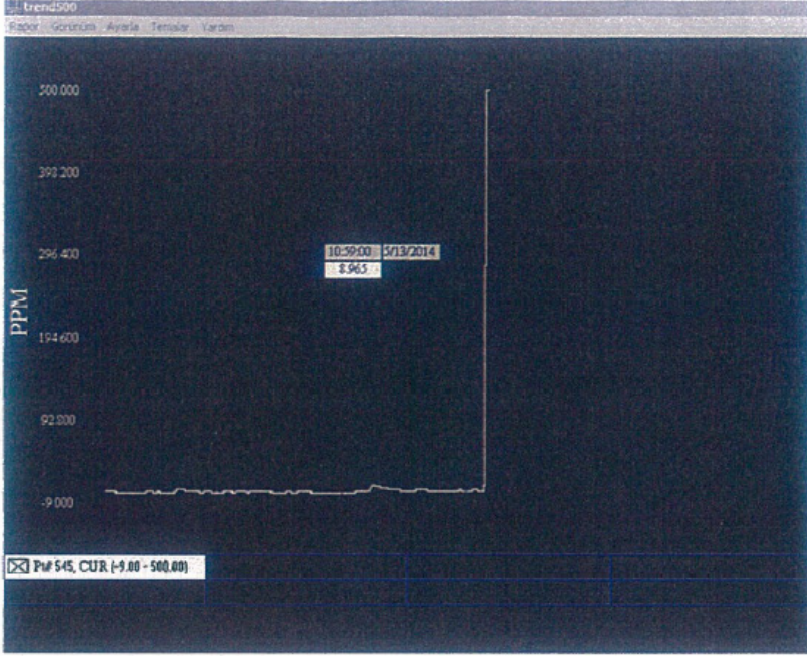 trend500
Rapor Görünüm Ayarla Temalar Yardım
500.000
398.200
296.400
194.600
92.800
-9.000
PPM
10:59:00 5/13/2014
8.965
Pt# 545, CUR (-9.00 - 500.00)